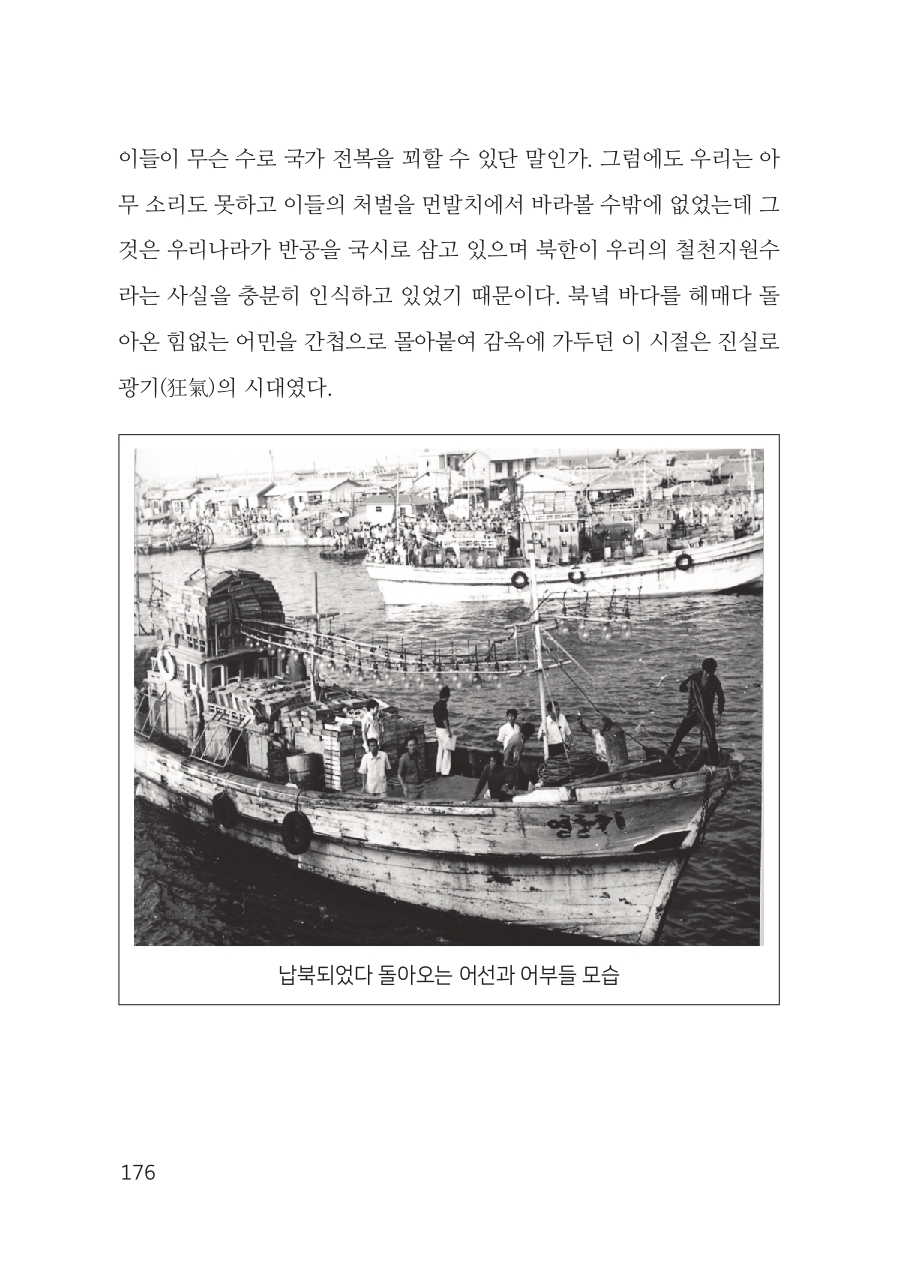 이들이 무슨 수로 국가 전복을 꾀할 수 있단 말인가. 그럼에도 우리는 아
무 소리도 못하고 이들의 처벌을 먼발치에서 바라볼 수밖에 없었는데 그
것은 우리나라가 반공을 국시로 삼고 있으며 북한이 우리의 철천지원수
라는 사실을 충분히 인식하고 있었기 때문이다. 북녘 바다를 헤매다 돌
아온 힘없는 어민을 간첩으로 몰아붙여 감옥에 가두던 이 시절은 진실로
광기(狂氣)의 시대였다.
납북되었다 돌아오는 어선과 어부들 모습
176